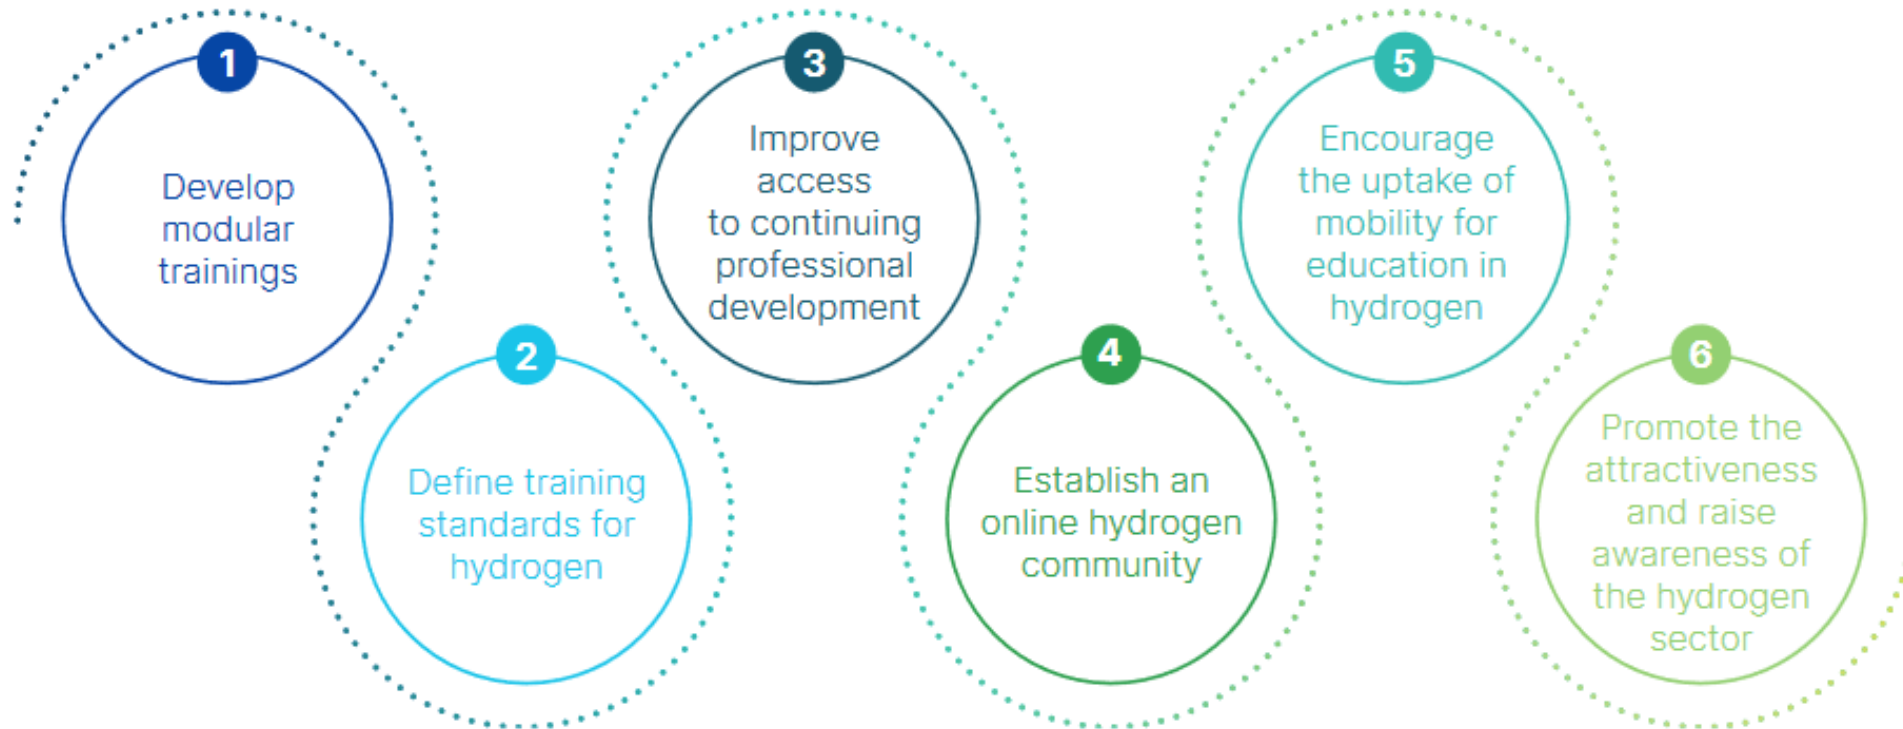 1
Develop
modular
trainings
2
Define training
standards for
hydrogen
3
Improve
access
to continuing
professional
development
4
Establish an
online hydrogen
community
5
Encourage
the uptake of
mobility for
education in
hydrogen
6
Promote the
attractiveness
and raise
awareness of
the hydrogen
sector